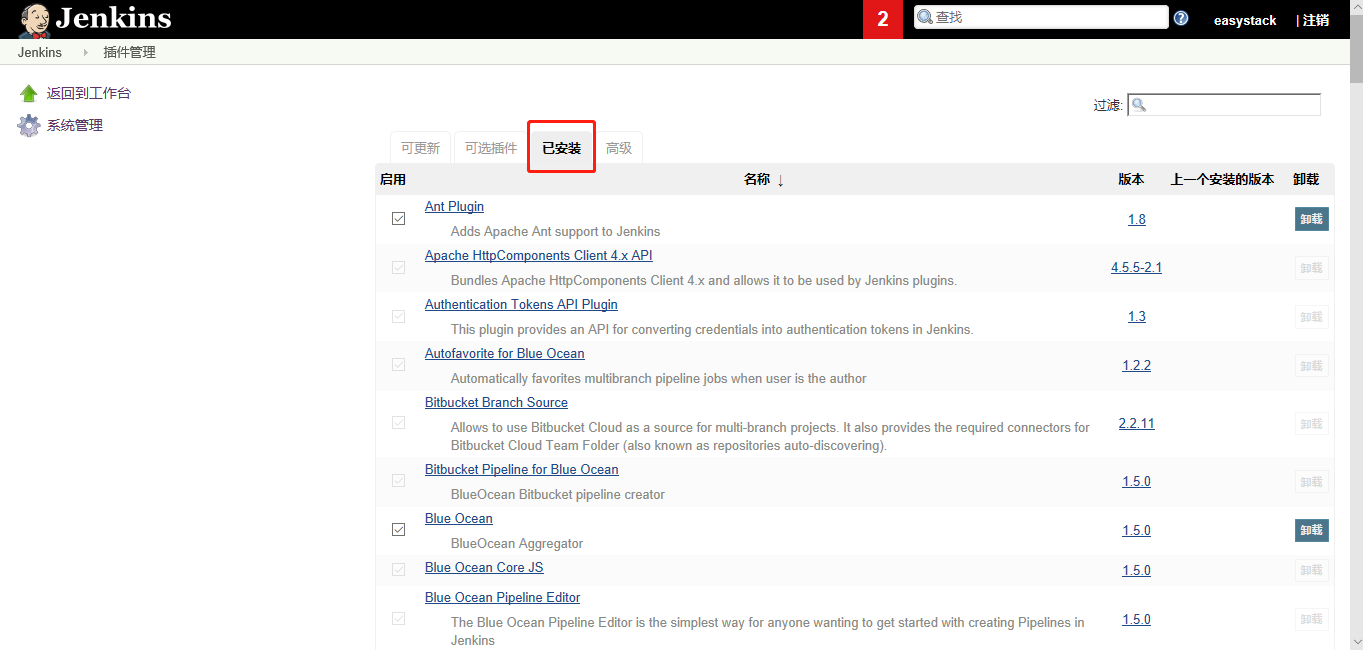 Jenkins
2
查找
easystack
| 注销
Jenkins
插件管理
返回到工作台
系统管理
过滤:
可更新
可选插件
已安装
高级
启用
名称 ↓
版本
上一个安装的版本
卸载
Ant Plugin
Adds Apache Ant support to Jenkins
1.8
卸载
Apache HttpComponents Client 4.x API
Bundles Apache HttpComponents Client 4.x and allows it to be used by Jenkins plugins.
4.5.5-2.1
卸载
Authentication Tokens API Plugin
This plugin provides an API for converting credentials into authentication tokens in Jenkins.
1.3
卸载
Autofavorite for Blue Ocean
Automatically favorites multibranch pipeline jobs when user is the author
1.2.2
卸载
Bitbucket Branch Source
Allows to use Bitbucket Cloud as a source for multi-branch projects. It also provides the required connectors for
Bitbucket Cloud Team Folder (also known as repositories auto-discovering).
2.2.11
卸载
Bitbucket Pipeline for Blue Ocean
BlueOcean Bitbucket pipeline creator
1.5.0
卸载
Blue Ocean
BlueOcean Aggregator
1.5.0
卸载
Blue Ocean Core JS
1.5.0
卸载
Blue Ocean Pipeline Editor
The Blue Ocean Pipeline Editor is the simplest way for anyone wanting to get started with creating Pipelines in
Jenkins
1.5.0
卸载